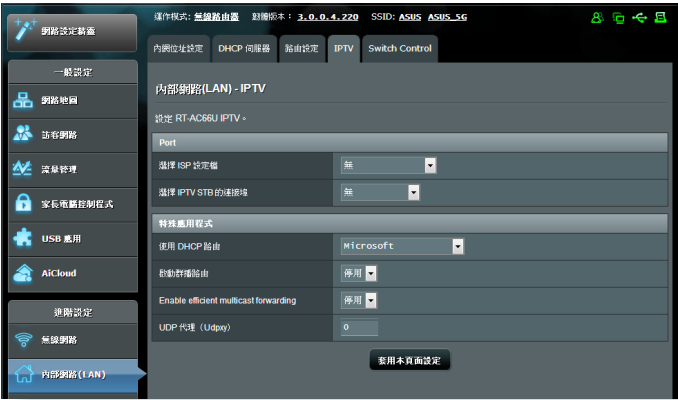 運作模式: 無線路由器 韌體版本: 3.0.0.4.220 SSID: ASUS ASUS_5G
網路設定精靈
內網位址設定 DHCP 伺服器 路由設定 IPTV Switch Control
一般設定
網路地圖
訪客網路
流量管理
家長電腦控制程式
USB 應用
AiCloud
進階設定
無線網路
內部網路(LAN)
內部網路(LAN) - IPTV
設定 RT-AC66U IPTV。
Port
選擇 ISP 設定檔 無
選擇 IPTV STB 的連接埠 無
特殊應用程式
使用 DHCP 路由 Microsoft
啟動群播路由 停用
Enable efficient multicast forwarding 停用
UDP 代理 (Udpxy) 0
套用本頁面設定